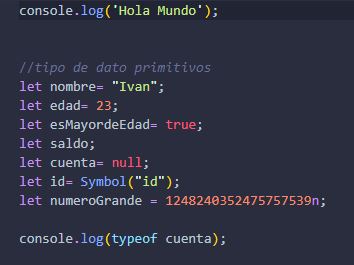 console.log('Hola Mundo');
//tipo de dato primitivos
let nombre= "Ivan";
let edad= 23;
let esMayordeEdad= true;
let saldo;
let cuenta= null;
let id= Symbol("id");
let numeroGrande = 1248240352475757539n;
console.log(typeof cuenta);